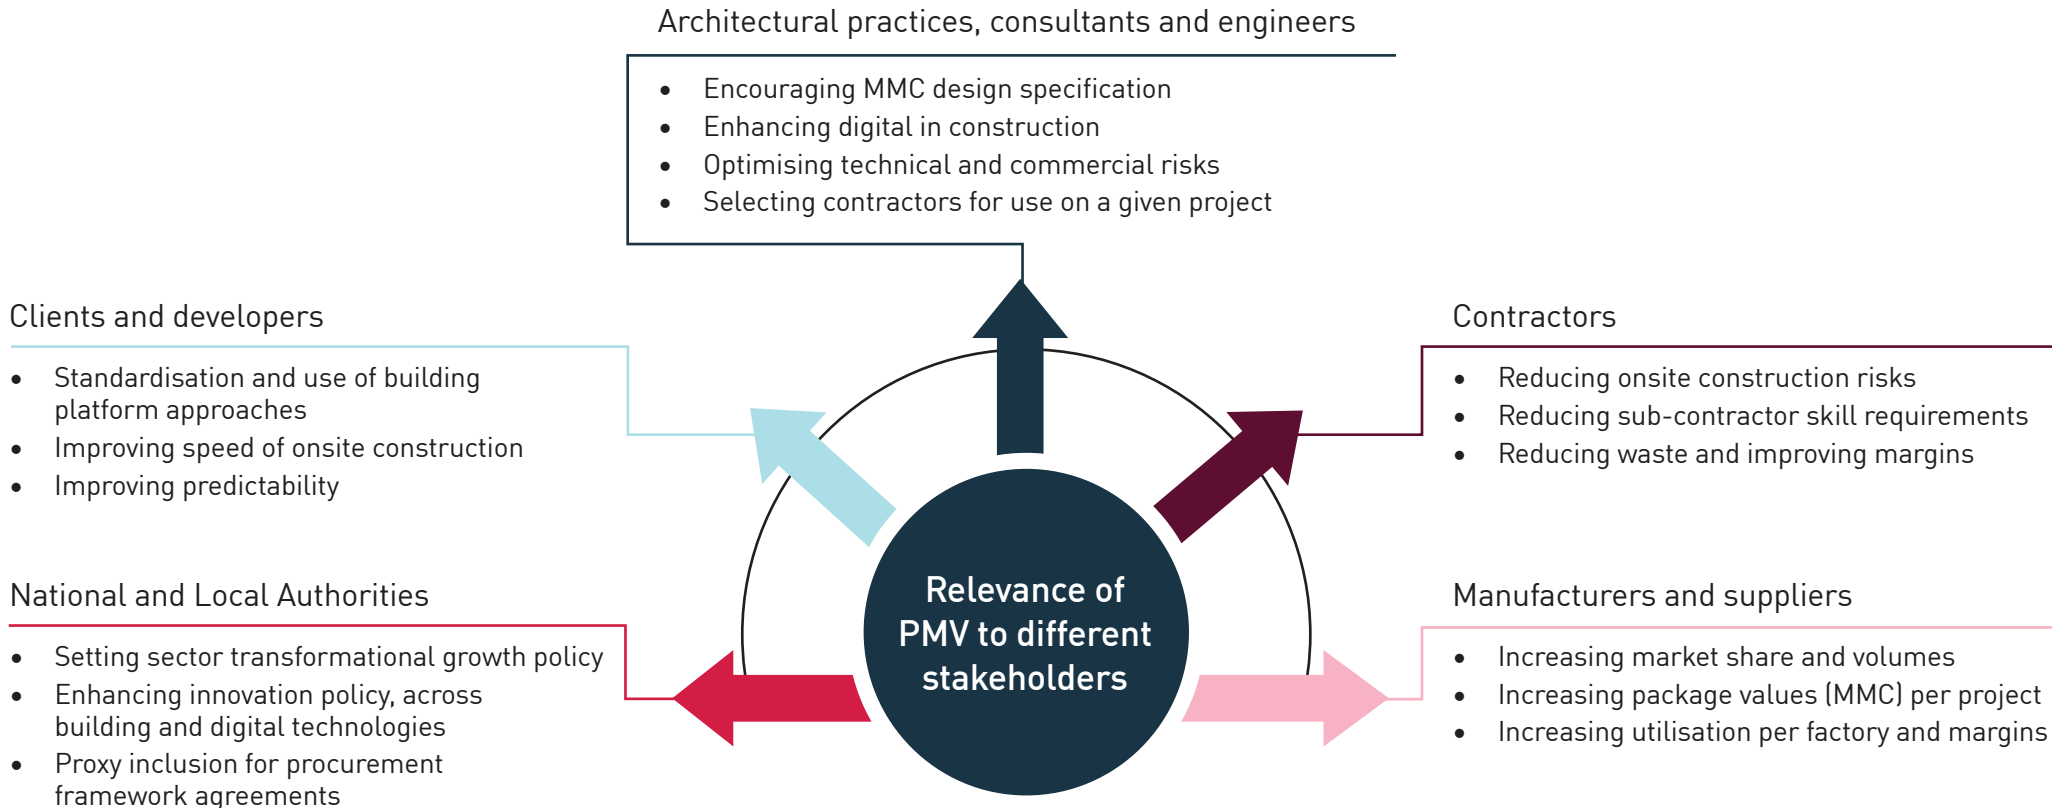 Architectural practices, consultants and engineers
• Encouraging MMC design specification
• Enhancing digital in construction
• Optimising technical and commercial risks
• Selecting contractors for use on a given project
Clients and developers
• Standardisation and use of building
platform approaches
• Improving speed of onsite construction
• Improving predictability
Contractors
• Reducing onsite construction risks
• Reducing sub-contractor skill requirements
• Reducing waste and improving margins
National and Local Authorities
• Setting sector transformational growth policy
• Enhancing innovation policy, across
building and digital technologies
• Proxy inclusion for procurement
framework agreements
Relevance of
PMV to different
stakeholders
Manufacturers and suppliers
• Increasing market share and volumes
• Increasing package values (MMC) per project
• Increasing utilisation per factory and margins